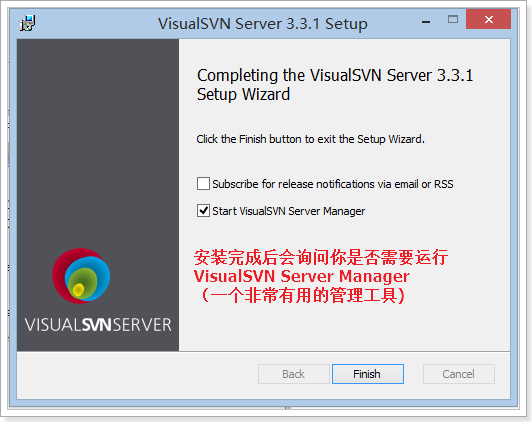 VisualSVN Server 3.3.1 Setup
Completing the VisualSVN Server 3.3.1
Setup Wizard
Click the Finish button to exit the Setup Wizard.
Subscribe for release notifications via email or RSS
Start VisualSVN Server Manager
安装完成后会询问你是否需要运行
VisualSVN Server Manager
（一个非常有用的管理工具)
VISUALSVNSERVER
Back
Finish
Cancel